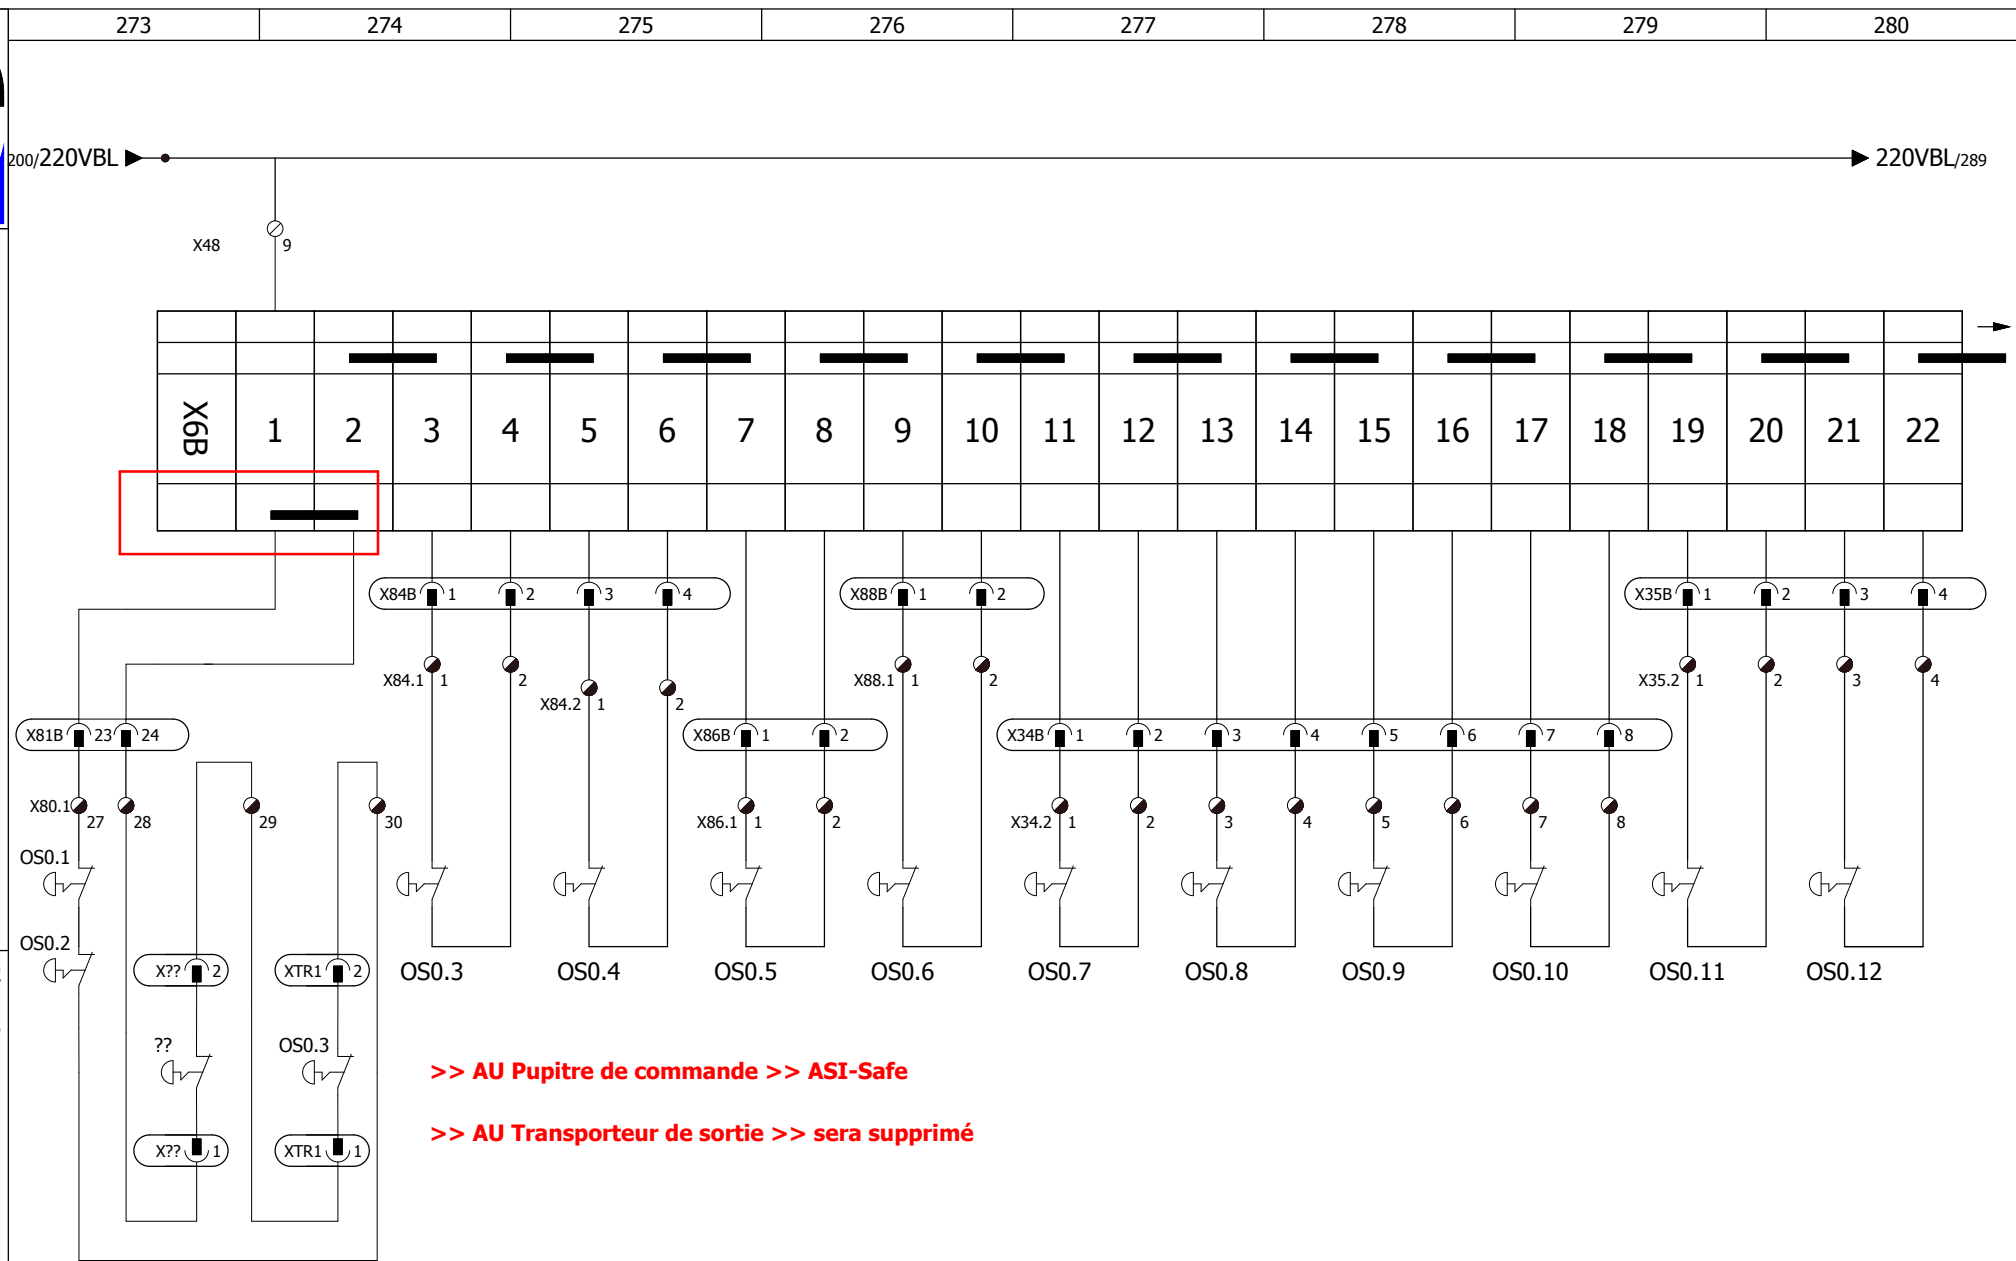 273 274 275 276 277 278 279 280
200/220VBL 220VBL/289
X48 9
X6B 1 2 3 4 5 6 7 8 9 10 11 12 13 14 15 16 17 18 19 20 21 22
X84B 1 2 3 4 X88B 1 2 X35B 1 2 3 4
X84.1 1 2 X88.1 1 2 X35.2 1 2 3 4
X84.2 1 2
X81B 23 24 X86B 1 2 X34B 1 2 3 4 5 6 7 8
X80.1 27 28 29 30 X86.1 1 2 X34.2 1 2 3 4 5 6 7 8
OS0.1
OS0.2
X?? 2 XTR1 2 OS0.3 OS0.4 OS0.5 OS0.6 OS0.7 OS0.8 OS0.9 OS0.10 OS0.11 OS0.12
?? OS0.3
>> AU Pupitre de commande >> ASI-Safe
>> AU Transporteur de sortie >> sera supprimé
X?? 1 XTR1 1